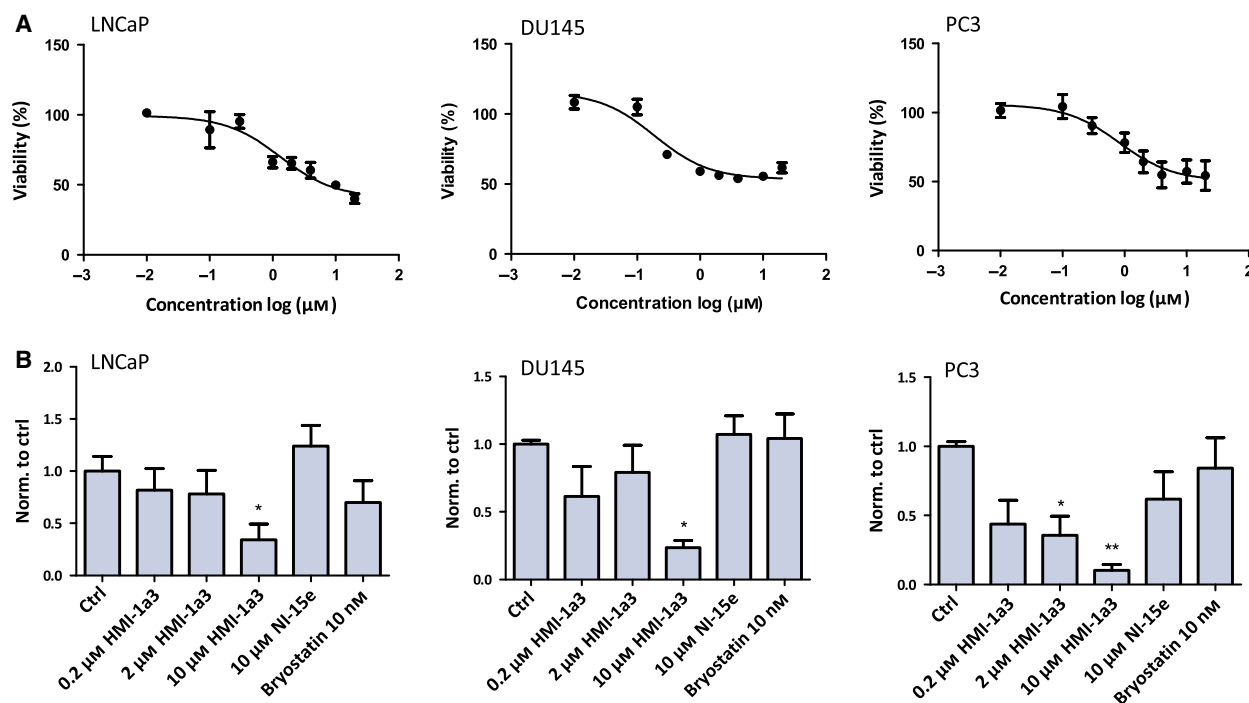 A
LNCaP
150
100
50
0
Viability (%)
–3 –2 –1 0 1 2
Concentration log (µM)
DU145
150
100
50
0
Viability (%)
–3 –2 –1 0 1 2
Concentration log (µM)
PC3
150
100
50
0
Viability (%)
–3 –2 –1 0 1 2
Concentration log (µM)
B
LNCaP
2.0
1.5
1.0
0.5
0.0
Norm. to ctrl
*
Ctrl
0.2 µM HMI-1a3
2 µM HMI-1a3
10 µM HMI-1a3
10 µM NI-15e
Bryostatin 10 nM
DU145
1.5
1.0
0.5
0.0
Norm. to ctrl
*
Ctrl
0.2 µM HMI-1a3
2 µM HMI-1a3
10 µM HMI-1a3
10 µM NI-15e
Bryostatin 10 nM
PC3
1.5
1.0
0.5
0.0
Norm. to ctrl
*
**
Ctrl
0.2 µM HMI-1a3
2 µM HMI-1a3
10 µM HMI-1a3
10 µM NI-15e
Bryostatin 10 nM